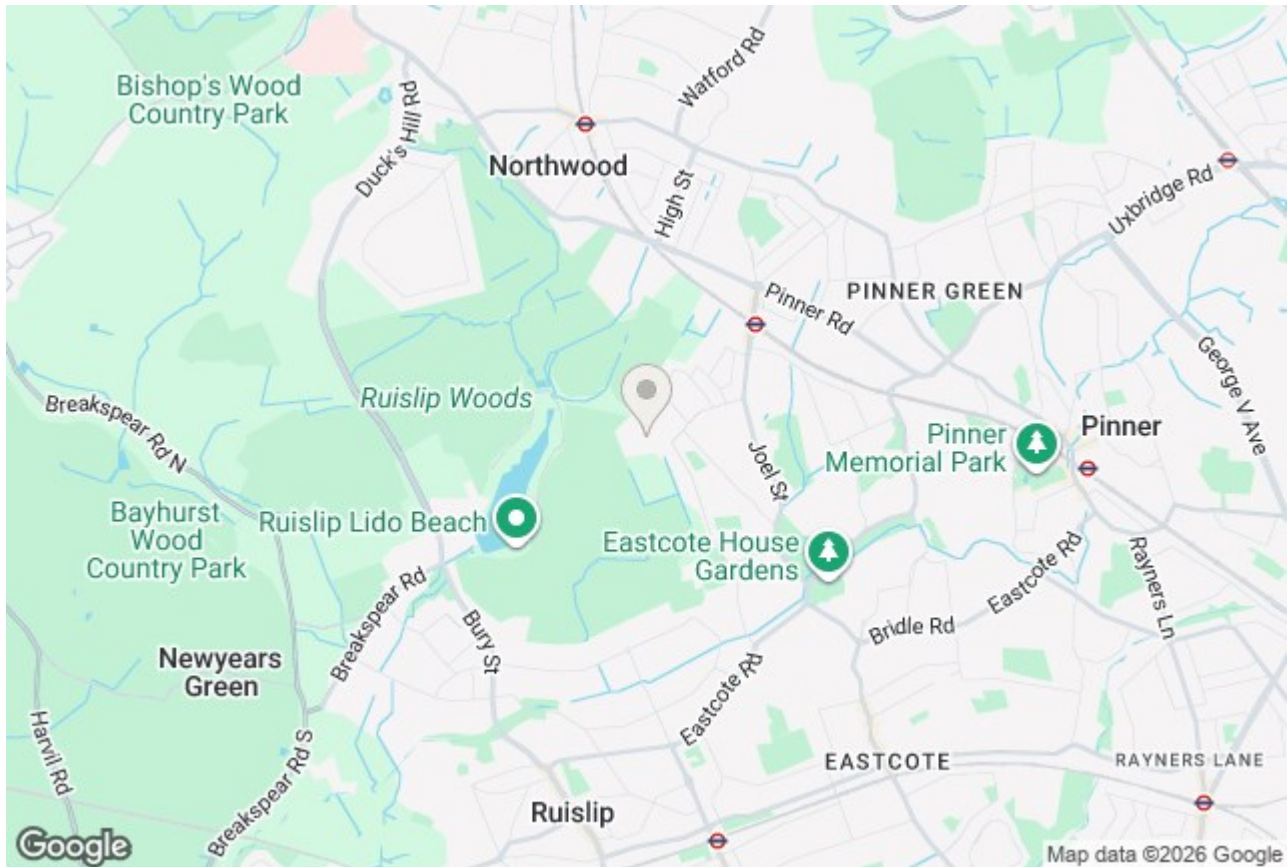 Bishop's Wood
Country Park
Duck's Hill Rd
Watford Rd
Northwood
High St
Uxbridge Rd
PINNER GREEN
Pinner Rd
George V Ave
Ruislip Woods
Breakspear Rd N
Joel St
Pinner
Memorial Park
Pinner
Ruislip Lido Beach
Bayhurst
Wood
Country Park
Eastcote House
Gardens
Eastcote Rd
Rayners Ln
Breakspear Rd
Bury St
Bridle Rd
Newyears
Green
Eastcote Rd
Harvil Rd
Breakspear Rd S
EASTCOTE
RAYNERS LANE
Ruislip
Google
Map data ©2026 Google